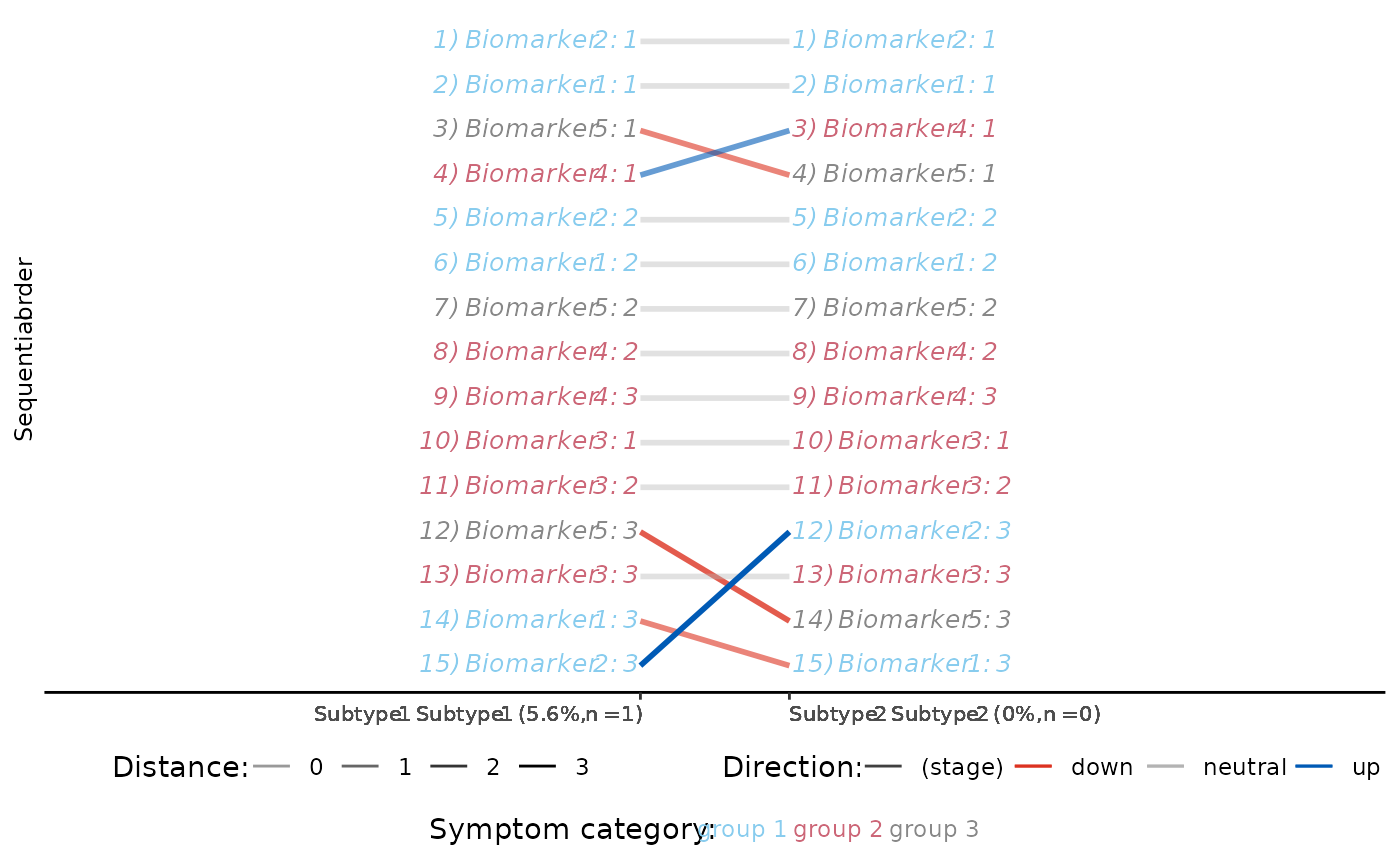 1) Biomarker2: 1 1) Biomarker2: 1
2) Biomarker1: 1 2) Biomarker1: 1
3) Biomarker5: 1 3) Biomarker4: 1
4) Biomarker4: 1 4) Biomarker5: 1
5) Biomarker2: 2 5) Biomarker2: 2
6) Biomarker1: 2 6) Biomarker1: 2
7) Biomarker5: 2 7) Biomarker5: 2
8) Biomarker4: 2 8) Biomarker4: 2
9) Biomarker4: 3 9) Biomarker4: 3
10) Biomarker3: 1 10) Biomarker3: 1
11) Biomarker3: 2 11) Biomarker3: 2
12) Biomarker5: 3 12) Biomarker2: 3
13) Biomarker3: 3 13) Biomarker3: 3
14) Biomarker1: 3 14) Biomarker5: 3
15) Biomarker2: 3 15) Biomarker1: 3
Sequentiabrder
Subtype1 Subtype1 (5.6%,n =1) Subtype2 Subtype2 (0%,n =0)
Distance: 0 1 2 3 Direction: (stage) down neutral up
Symptom category: group 1 group 2 group 3